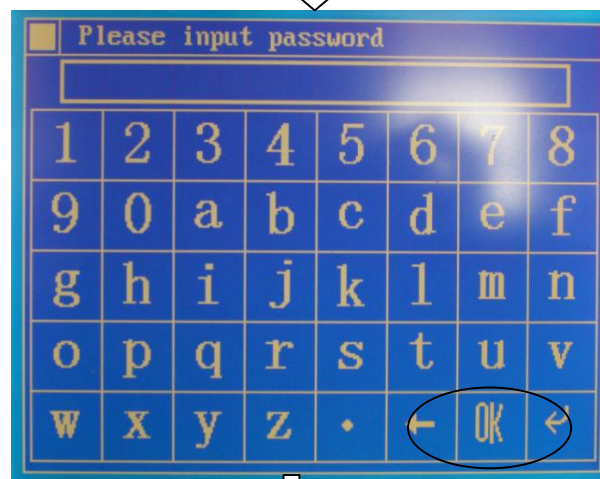 Please input password
1 2 3 4 5 6 7 8
9 0 a b c d e f
g h i j k l m n
o p q r s t u v
w x y z · ← OK ↵